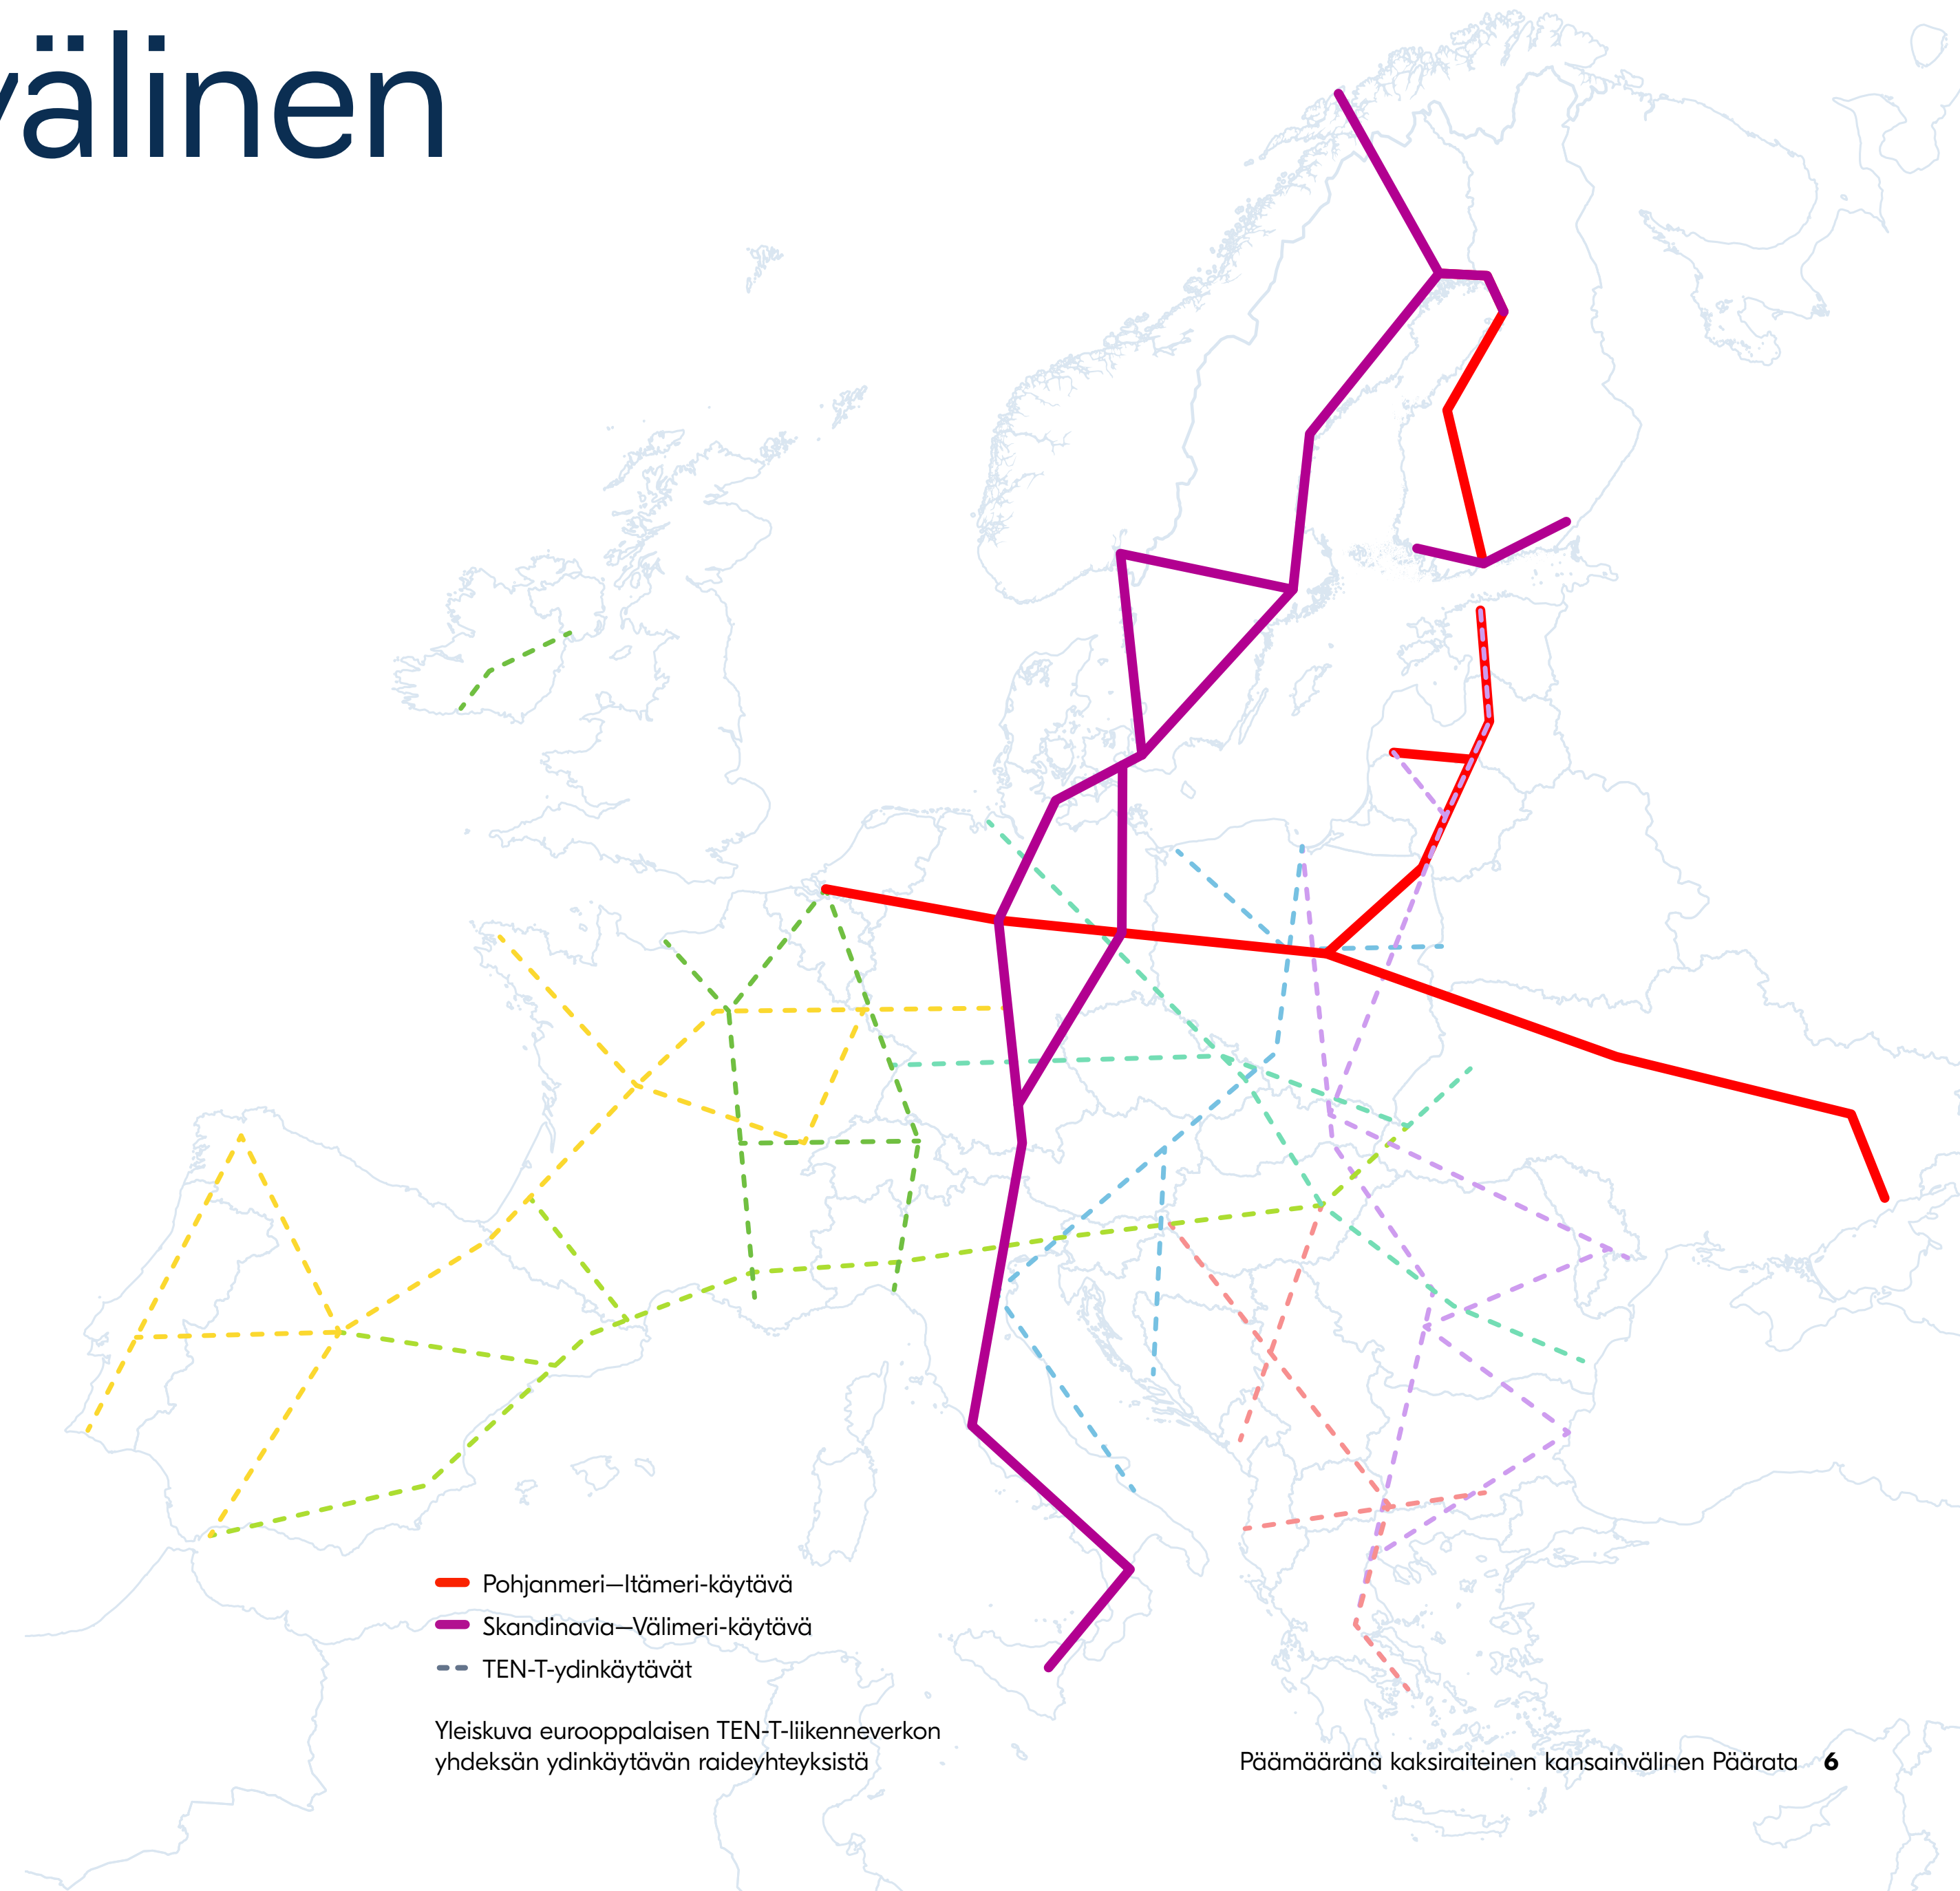 välinen
Pohjanmeri—Itämeri-käytävä
Skandinavia—Välimeri-käytävä
TEN-T-ydinkäytävät
Yleiskuva eurooppalaisen TEN-T-liikenneverkon
yhdeksän ydinkäytävän raideyhteyksistä
Päämääränä kaksiraiteinen kansainvälinen Päärata 6